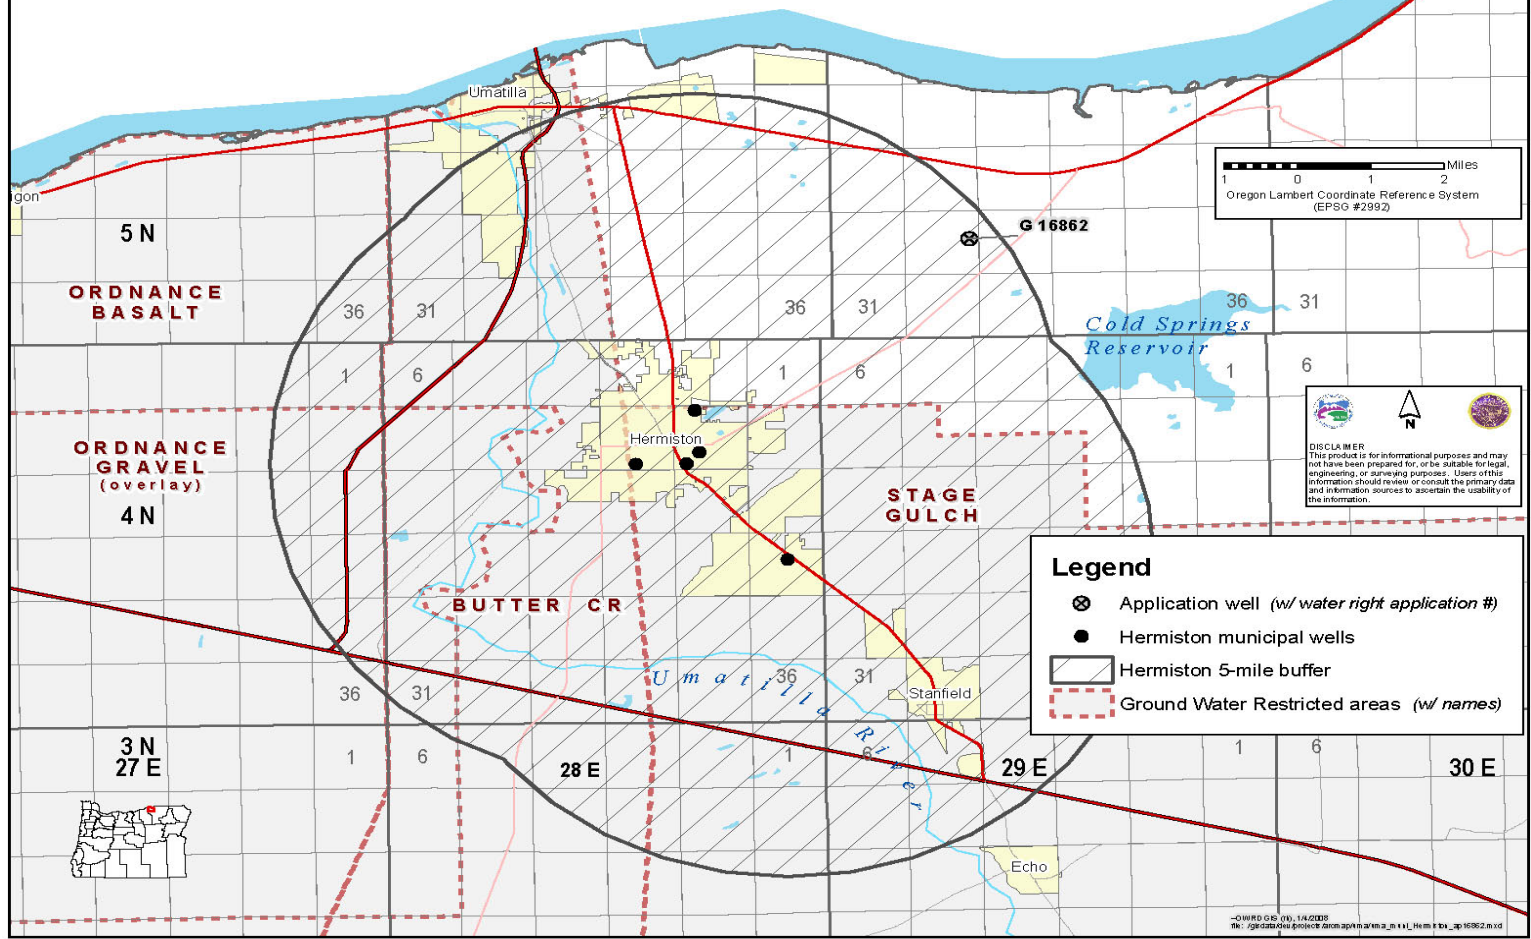 Umatilla
igon
Miles
1 0 1 2
Oregon Lambert Coordinate Reference System
(EPSG #2992)
G 16862
5 N
ORDNANCE
BASALT
36 31
36 31
36 31
Cold Springs
Reservoir
1 6
1 6
1 6
N
DISCLAIMER
This product is for informational purposes and may
not have been prepared for, or be suitable for legal,
engineering, or surveying purposes. Users of this
information should review or consult the primary data
and information sources to ascertain the usability of
the information.
ORDNANCE
GRAVEL
(overlay)
Hermiston
STAGE
GULCH
4 N
BUTTER CR
Legend
Application well (w/ water right application #)
Hermiston municipal wells
Hermiston 5-mile buffer
Ground Water Restricted areas (w/ names)
Umatilla River
36 31
36 31
Stanfield
3 N
27 E
1 6
28 E
1 6
29 E
1 6
30 E
Echo
--OWRD GIS
1/4/2008